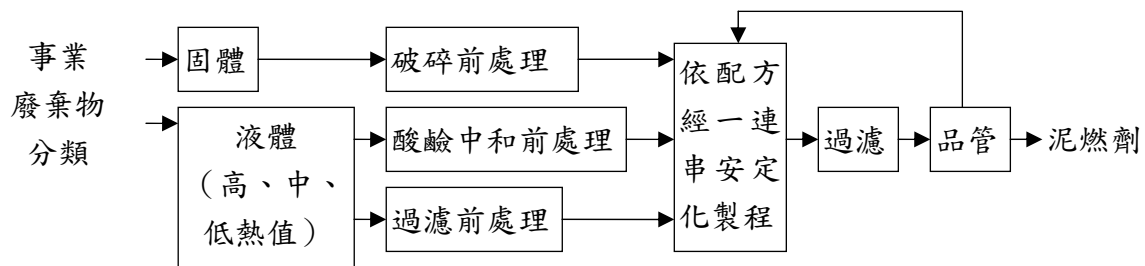 事業
廢棄物
分類
固體
破碎前處理
液體
（高、中、
低熱值）
酸鹼中和前處理
過濾前處理
依配方
經一連
串安定
化製程
過濾
品管
泥燃劑